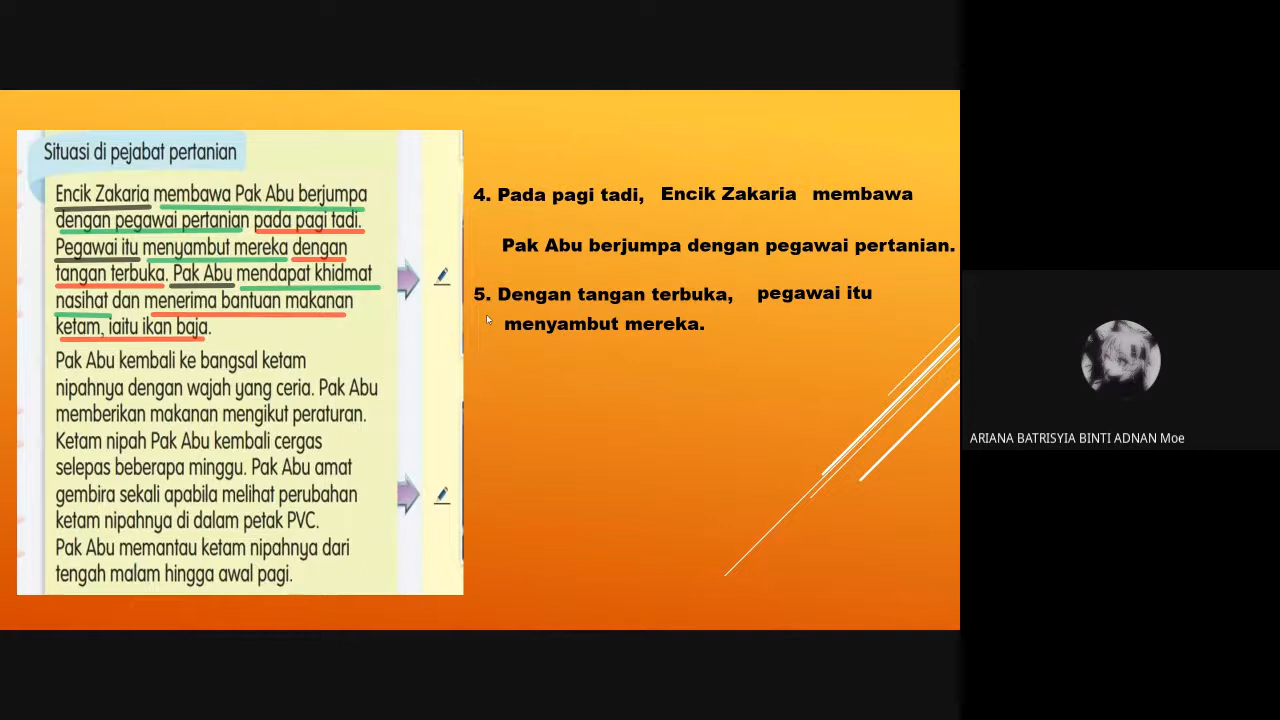 Situasi di pejabat pertanian
Encik Zakaria membawa Pak Abu berjumpa
dengan pegawai pertanian pada pagi tadi.
Pegawai itu menyambut mereka dengan
tangan terbuka. Pak Abu mendapat khidmat
nasihat dan menerima bantuan makanan
ketam, iaitu ikan baja.
Pak Abu kembali ke bangsal ketam
nipahnya dengan wajah yang ceria. Pak Abu
memberikan makanan mengikut peraturan.
Ketam nipah Pak Abu kembali cergas
selepas beberapa minggu. Pak Abu amat
gembira sekali apabila melihat perubahan
ketam nipahnya di dalam petak PVC.
Pak Abu memantau ketam nipahnya dari
tengah malam hingga awal pagi.
4. Pada pagi tadi, Encik Zakaria membawa
Pak Abu berjumpa dengan pegawai pertanian.
5. Dengan tangan terbuka, pegawai itu
menyambut mereka.
ARIANA BATRISYIA BINTI ADNAN Moe